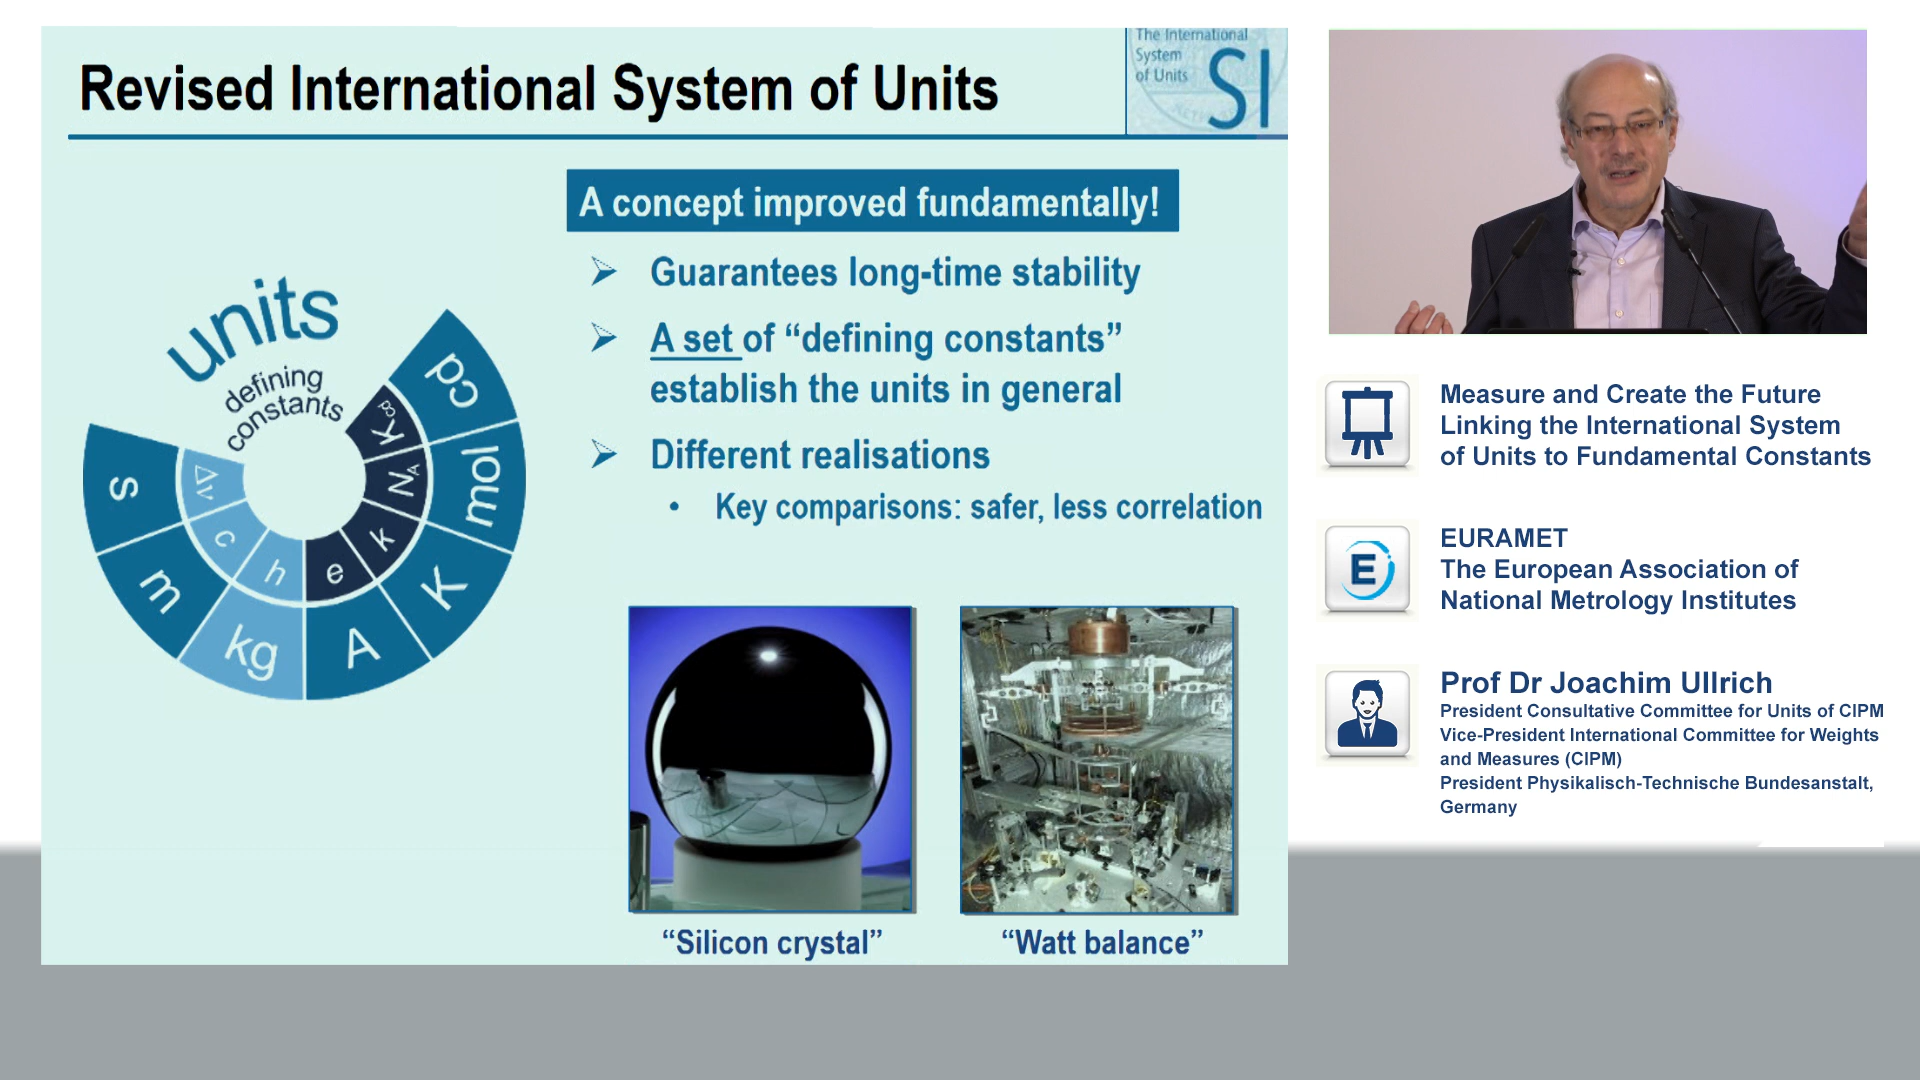 Revised International System of Units
The International
System
of Units
SI
A concept improved fundamentally!
Guarantees long-time stability
A set of “defining constants”
establish the units in general
Different realisations
• Key comparisons: safer, less correlation
units
defining
constants
s
m
kg
A
K
mol
cd
Δν
c
h
e
k
NA
Kcd
“Silicon crystal”
“Watt balance”
Measure and Create the Future
Linking the International System
of Units to Fundamental Constants
E
EURAMET
The European Association of
National Metrology Institutes
Prof Dr Joachim Ullrich
President Consultative Committee for Units of CIPM
Vice-President International Committee for Weights
and Measures (CIPM)
President Physikalisch-Technische Bundesanstalt,
Germany